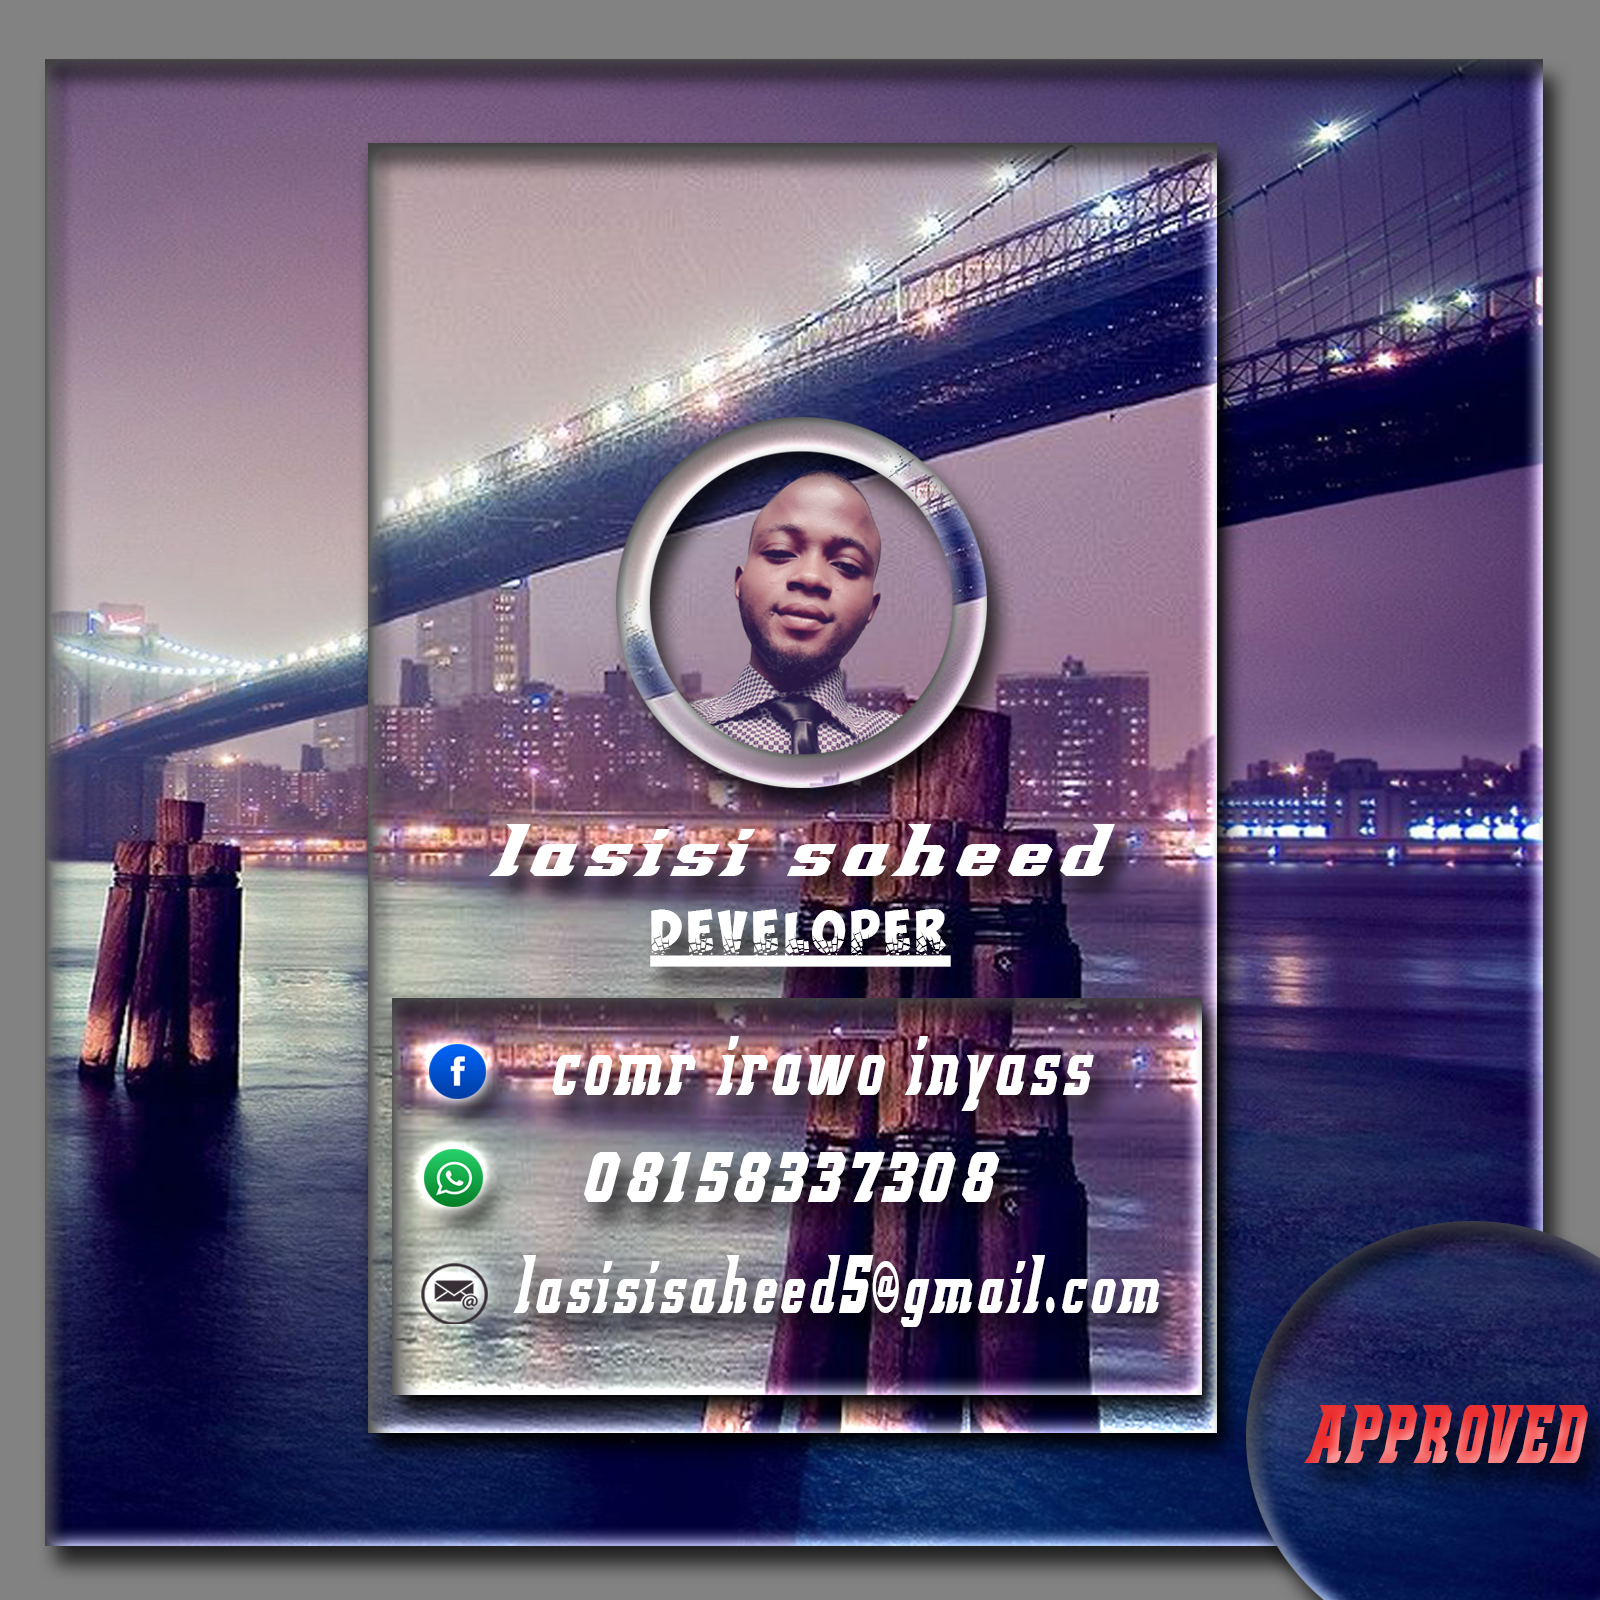 lasisi saheed
DEVELOPER
f
comr irawo inyass
08158337308
@
lasisisaheed5@gmail.com
APPROVED